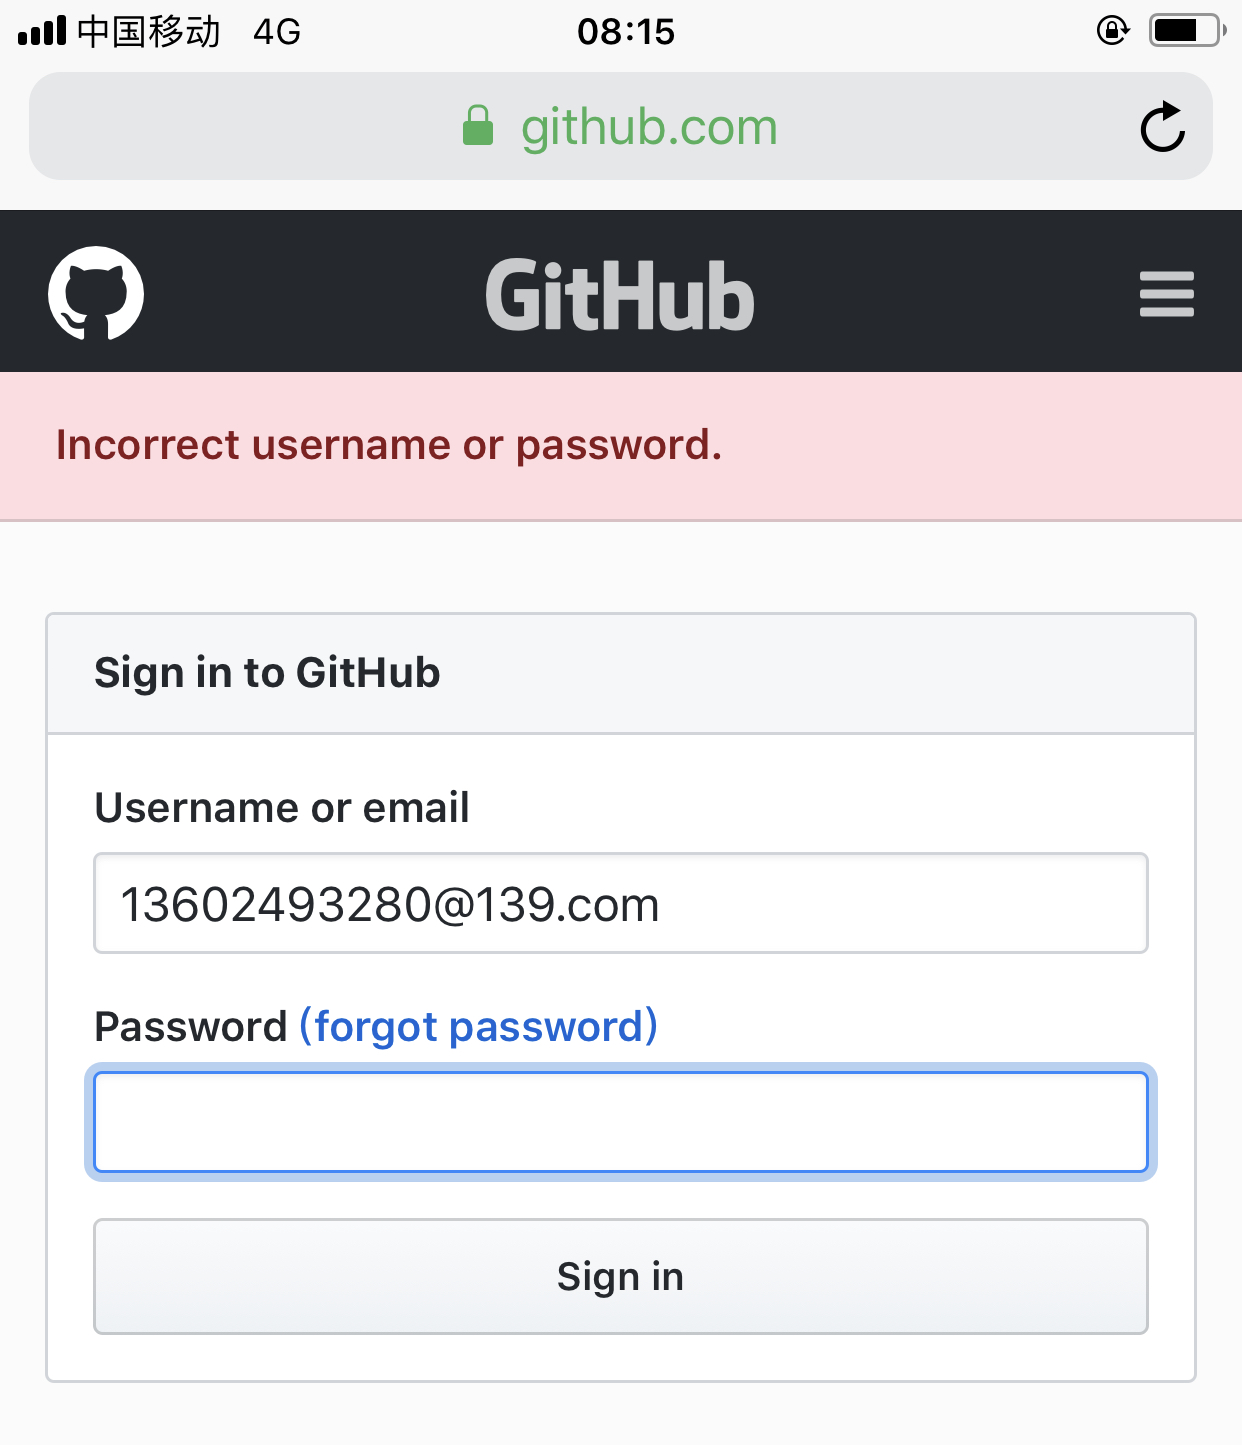 中国移动 4G 08:15
github.com
GitHub
Incorrect username or password.
Sign in to GitHub
Username or email
13602493280@139.com
Password (forgot password)
Sign in